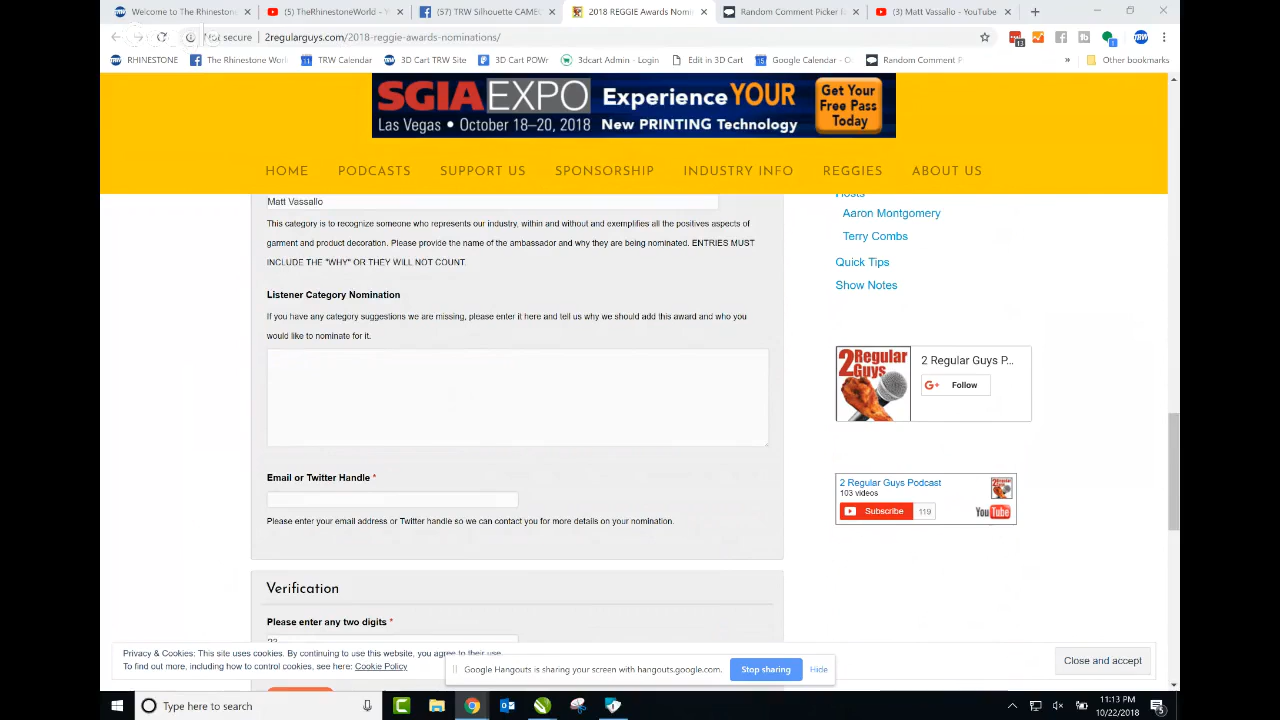 Welcome to The Rhinestone
(5) TheRhinestoneWorld -
(57) TRW Silhouette CAMEO
2018 REGGIE Awards Nomi
Random Comment Picker
(3) Matt Vassallo - YouTube
Not secure
2regularguys.com/2018-reggie-awards-nominations/
RHINESTONE
The Rhinestone Worl
TRW Calendar
3D Cart TRW Site
3D Cart POWr
3dcart Admin - Login
Edit in 3D Cart
Google Calendar - O
Random Comment P
»
Other bookmarks
SGIA EXPO
Las Vegas • October 18–20, 2018
Experience YOUR
New PRINTING Technology
Get Your
Free Pass
Today
HOME PODCASTS SUPPORT US SPONSORSHIP INDUSTRY INFO REGGIES ABOUT US
Matt Vassallo
This category is to recognize someone who represents our industry, within and without and exemplifies all the positives aspects of
garment and product decoration. Please provide the name of the ambassador and why they are being nominated. ENTRIES MUST
INCLUDE THE "WHY" OR THEY WILL NOT COUNT.
Listener Category Nomination
If you have any category suggestions we are missing, please enter it here and tell us why we should add this award and who you
would like to nominate for it.
Email or Twitter Handle *
Please enter your email address or Twitter handle so we can contact you for more details on your nomination.
Verification
Please enter any two digits *
Hosts
Aaron Montgomery
Terry Combs
Quick Tips
Show Notes
2 Regular
Guys
2 Regular Guys P...
G+ Follow
2 Regular Guys Podcast
103 videos
Subscribe 119
YouTube
Privacy & Cookies: This site uses cookies. By continuing to use this website, you agree to their use.
To find out more, including how to control cookies, see here: Cookie Policy
Close and accept
Google Hangouts is sharing your screen with hangouts.google.com.
Stop sharing
Hide
Type here to search
11:13 PM
10/22/2018
5